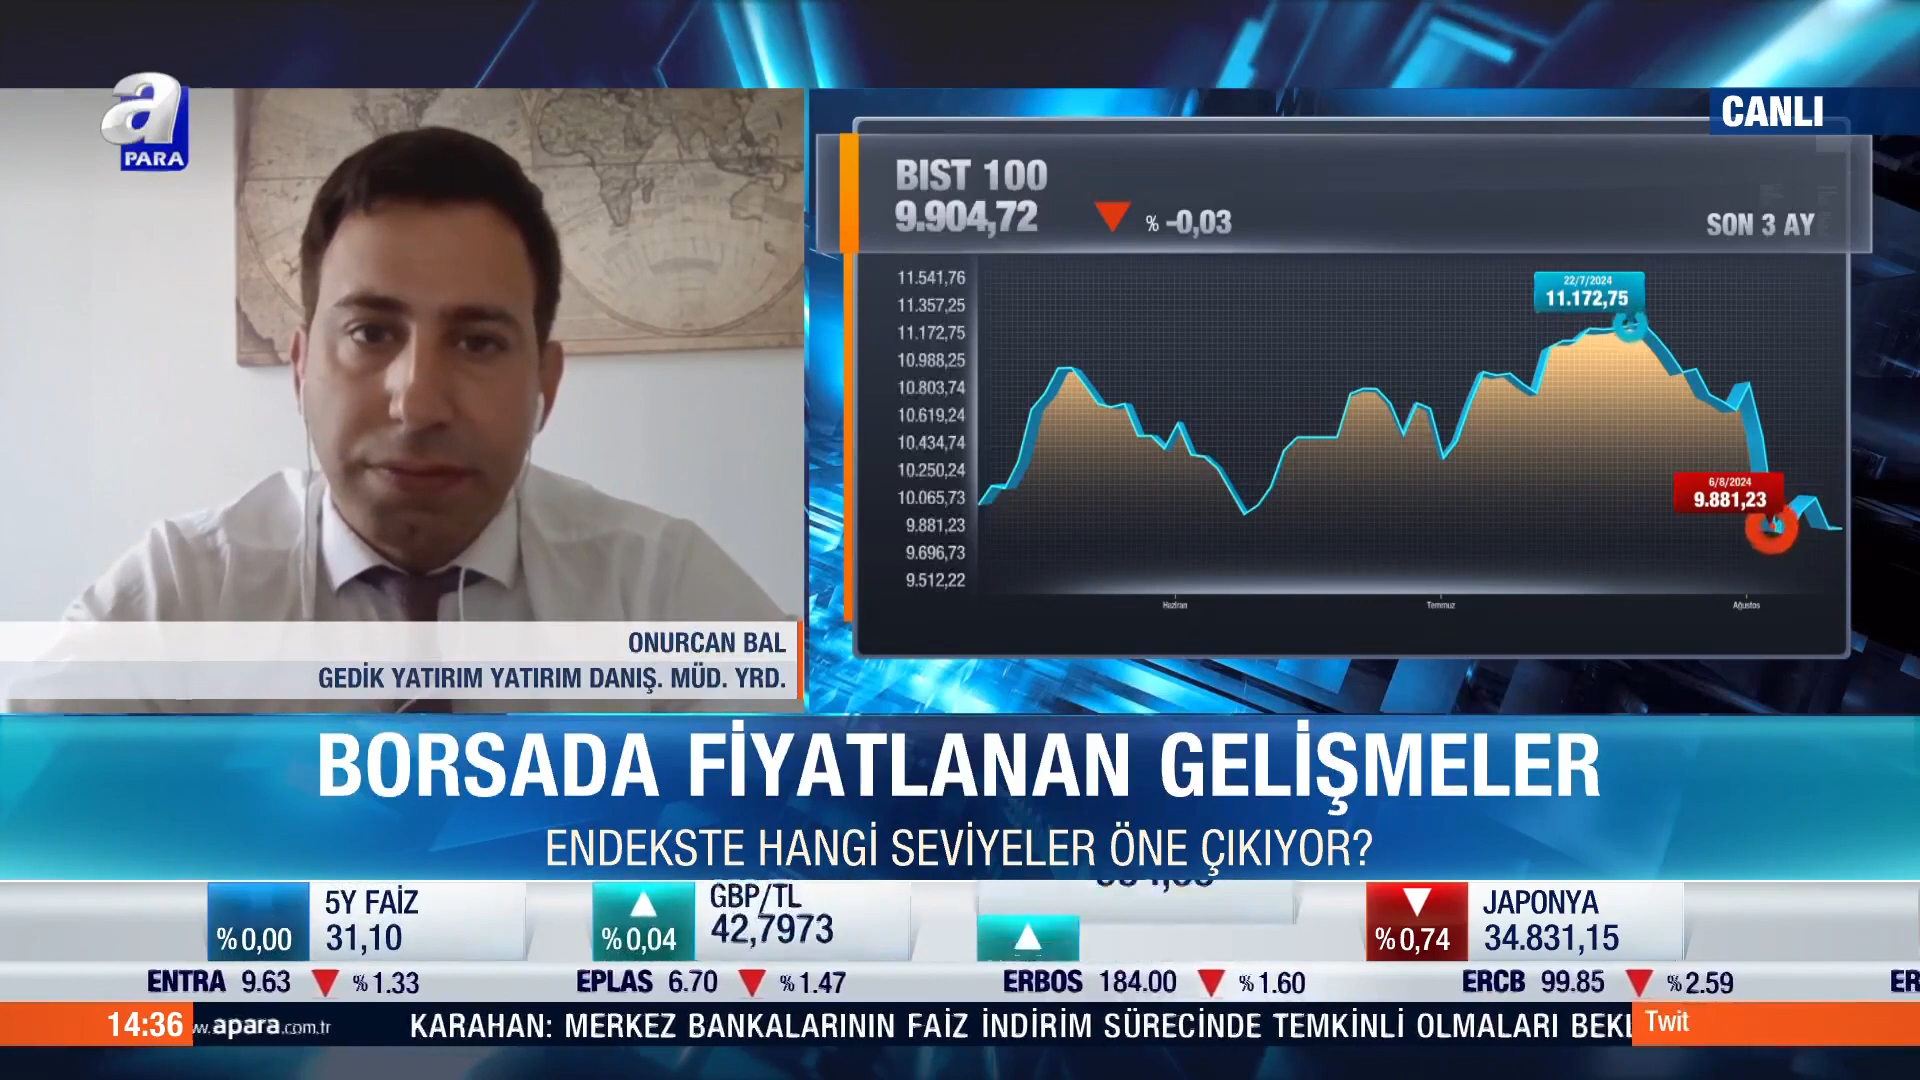 a
PARA
CANLI
BIST 100
9.904,72
% -0,03
SON 3 AY
11.541,76
11.357,25
11.172,75
10.988,25
10.803,74
10.619,24
10.434,74
10.250,24
10.065,73
9.881,23
9.696,73
9.512,22
22/7/2024
11.172,75
6/8/2024
9.881,23
Haziran
Temmuz
Ağustos
ONURCAN BAL
GEDİK YATIRIM YATIRIM DANIŞ. MÜD. YRD.
BORSADA FİYATLANAN GELİŞMELER
ENDEKSTE HANGİ SEVİYELER ÖNE ÇIKIYOR?
%0,00
5Y FAİZ
31,10
%0,04
GBP/TL
42,7973
%0,74
JAPONYA
34.831,15
ENTRA 9.63 %1.33
EPLAS 6.70 %1.47
ERBOS 184.00 %1.60
ERCB 99.85 %2.59
ER
14:36
w.apara.com.tr
KARAHAN: MERKEZ BANKALARININ FAİZ İNDİRİM SÜRECİNDE TEMKİNLİ OLMALARI BEKL
Twit